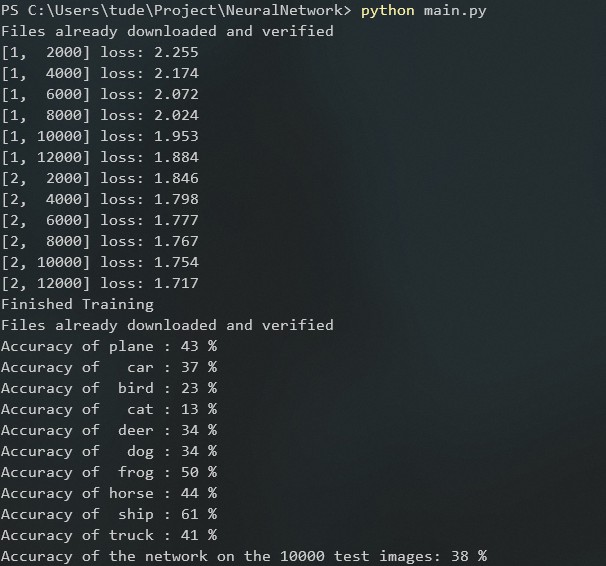 PS C:\Users\tude\Project\NeuralNetwork> python main.py
Files already downloaded and verified
[1,  2000] loss: 2.255
[1,  4000] loss: 2.174
[1,  6000] loss: 2.072
[1,  8000] loss: 2.024
[1, 10000] loss: 1.953
[1, 12000] loss: 1.884
[2,  2000] loss: 1.846
[2,  4000] loss: 1.798
[2,  6000] loss: 1.777
[2,  8000] loss: 1.767
[2, 10000] loss: 1.754
[2, 12000] loss: 1.717
Finished Training
Files already downloaded and verified
Accuracy of plane : 43 %
Accuracy of   car : 37 %
Accuracy of  bird : 23 %
Accuracy of   cat : 13 %
Accuracy of  deer : 34 %
Accuracy of   dog : 34 %
Accuracy of  frog : 50 %
Accuracy of horse : 44 %
Accuracy of  ship : 61 %
Accuracy of truck : 41 %
Accuracy of the network on the 10000 test images: 38 %